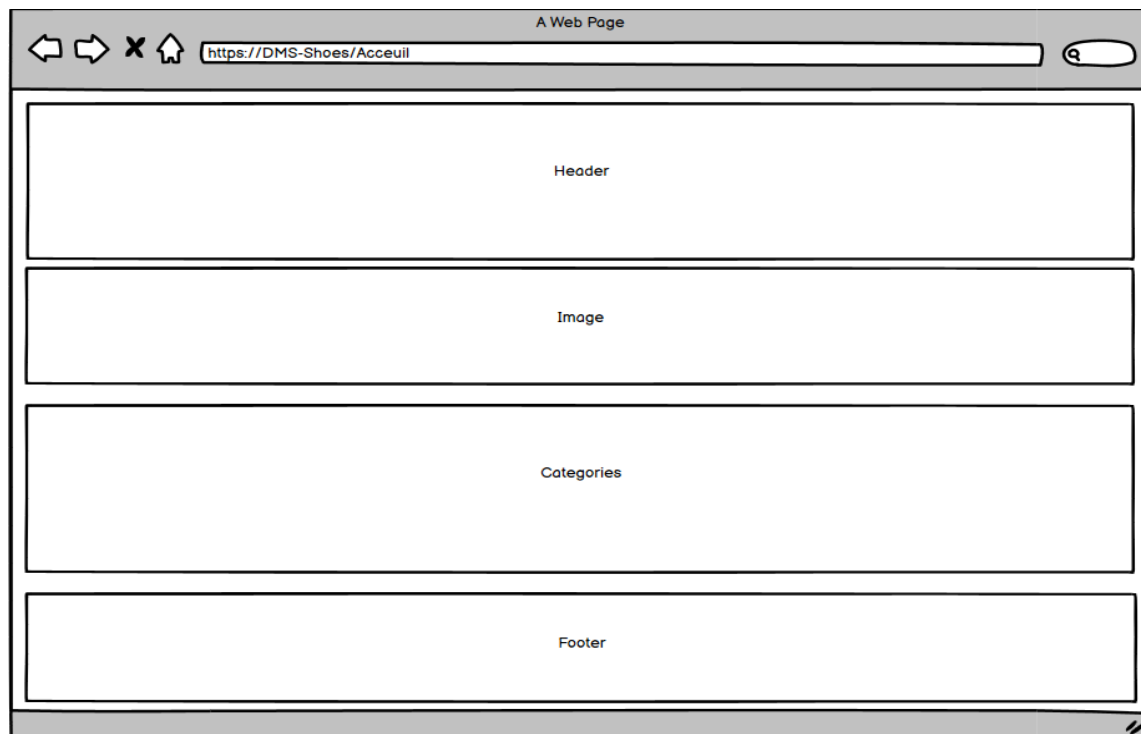 A Web Page
https://DMS-Shoes/Acceuil
Header
Image
Categories
Footer